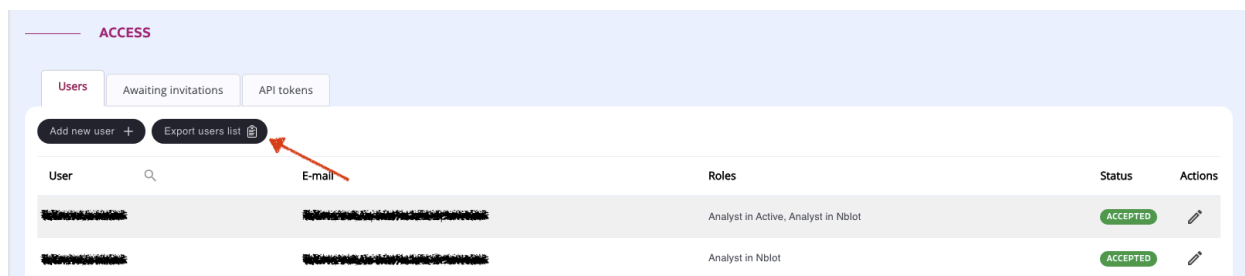 ACCESS
Users Awaiting invitations API tokens
Add new user + Export users list
User E-mail Roles Status Actions
Analyst in Active, Analyst in Nblot ACCEPTED
Analyst in Nblot ACCEPTED